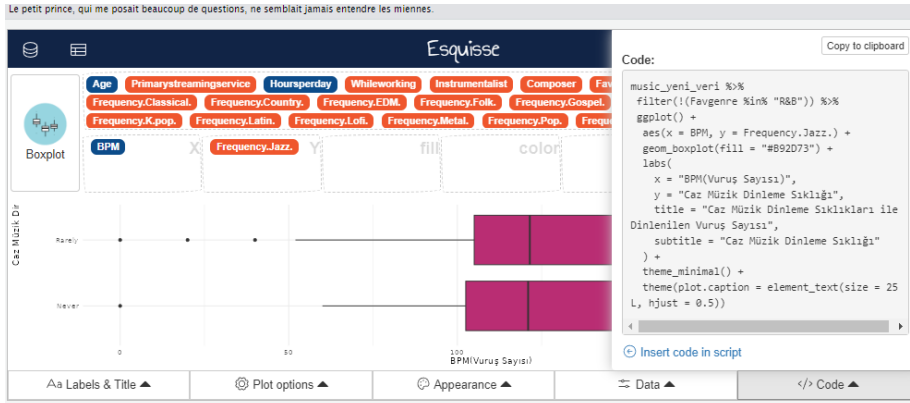 Le petit prince, qui me posait beaucoup de questions, ne semblait jamais entendre les miennes.
Esquisse
Copy to clipboard
Code:
Age Primarystreamingservice Hoursperday Whileworking Instrumentalist Composer Fav
Frequency.Classical. Frequency.Country. Frequency.EDM. Frequency.Folk. Frequency.Gospel.
Frequency.K.pop. Frequency.Latin. Frequency.Lofi. Frequency.Metal. Frequency.Pop. Freque
Boxplot
BPM X Frequency.Jazz. Y fill color
music_yeni_veri %>%
filter(!(Favgenre %in% "R&B")) %>%
ggplot() +
aes(x = BPM, y = Frequency.Jazz.) +
geom_boxplot(fill = "#B92D73") +
labs(
x = "BPM(Vuruş Sayısı)",
y = "Caz Müzik Dinleme Sıklığı",
title = "Caz Müzik Dinleme Sıklıkları ile
Dinlenilen Vuruş Sayısı",
subtitle = "Caz Müzik Dinleme Sıklığı"
) +
theme_minimal() +
theme(plot.caption = element_text(size = 25
L, hjust = 0.5))
Insert code in script
Caz Müzik Dir
Rarely
Never
0 50 100
BPM(Vuruş Sayısı)
Aa Labels & Title Plot options Appearance Data </> Code